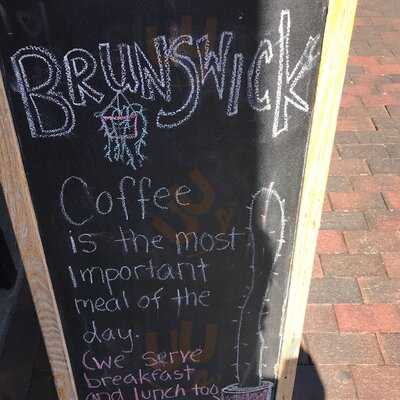 BRUNSWICK
Coffee
is the most
Important
meal of the
day.
(we serve
breakfast
and lunch too